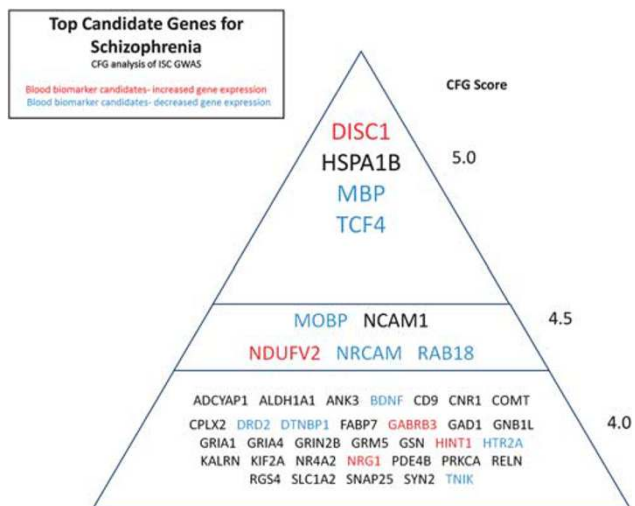 Top Candidate Genes for
Schizophrenia
CFG analysis of ISC GWAS
Blood biomarker candidates- increased gene expression
Blood biomarker candidates- decreased gene expression
CFG Score
DISC1
5.0
HSPA1B
MBP
TCF4
MOBP NCAM1
4.5
NDUFV2 NRCAM RAB18
ADCYAP1 ALDH1A1 ANK3 BDNF CD9 CNR1 COMT
4.0
CPLX2 DRD2 DTNBP1 FABP7 GABRB3 GAD1 GNB1L
GRIA1 GRIA4 GRIN2B GRM5 GSN HINT1 HTR2A
KALRN KIF2A NR4A2 NRG1 PDE4B PRKCA RELN
RGS4 SLC1A2 SNAP25 SYN2 TNIK